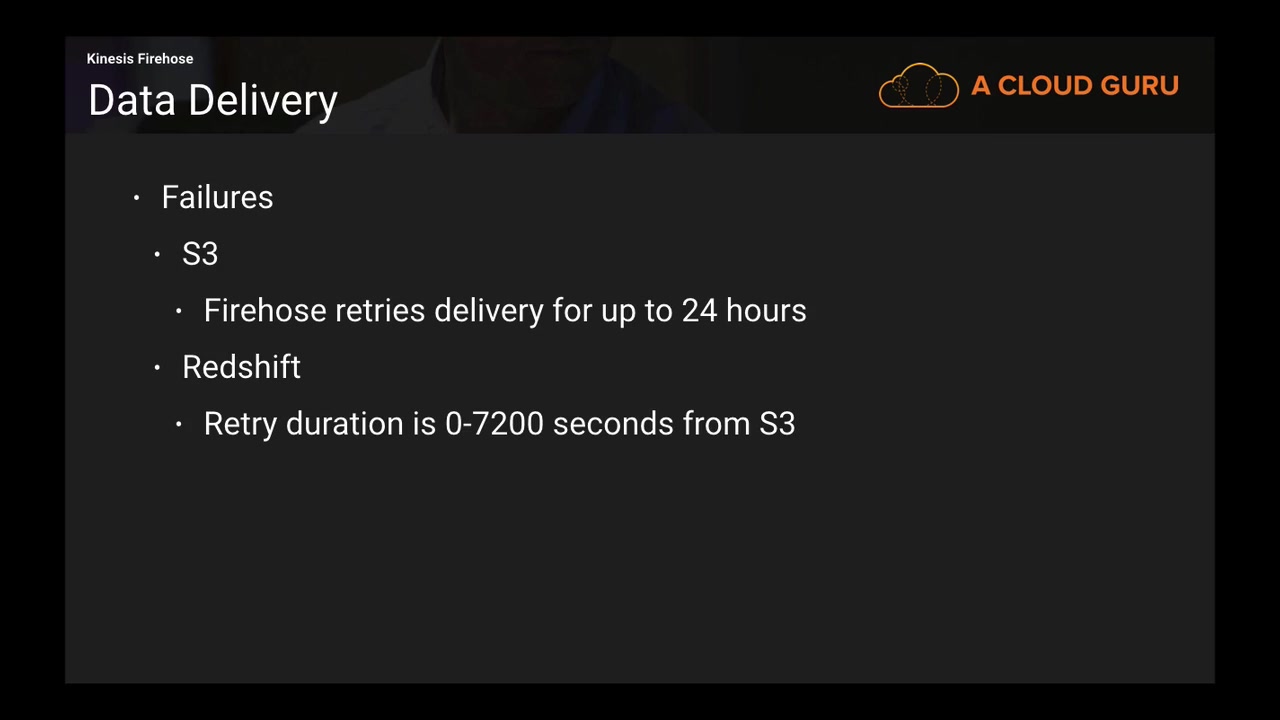 Kinesis Firehose
Data Delivery
A CLOUD GURU
• Failures
• S3
• Firehose retries delivery for up to 24 hours
• Redshift
• Retry duration is 0-7200 seconds from S3